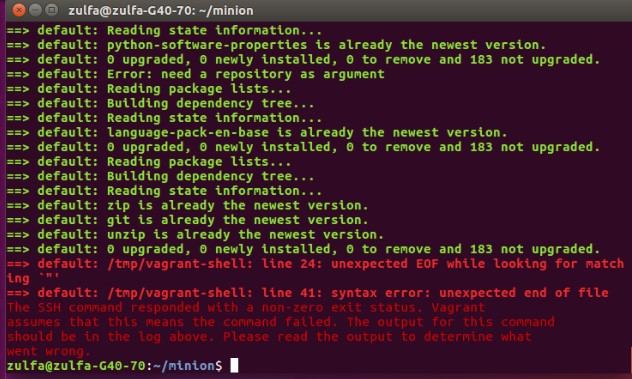 zulfa@zulfa-G40-70: ~/minion
==> default: Reading state information...
==> default: python-software-properties is already the newest version.
==> default: 0 upgraded, 0 newly installed, 0 to remove and 183 not upgraded.
==> default: Error: need a repository as argument
==> default: Reading package lists...
==> default: Building dependency tree...
==> default: Reading state information...
==> default: language-pack-en-base is already the newest version.
==> default: 0 upgraded, 0 newly installed, 0 to remove and 183 not upgraded.
==> default: Reading package lists...
==> default: Building dependency tree...
==> default: Reading state information...
==> default: zip is already the newest version.
==> default: git is already the newest version.
==> default: unzip is already the newest version.
==> default: 0 upgraded, 0 newly installed, 0 to remove and 183 not upgraded.
==> default: /tmp/vagrant-shell: line 24: unexpected EOF while looking for match
ing `"'
==> default: /tmp/vagrant-shell: line 41: syntax error: unexpected end of file
The SSH command responded with a non-zero exit status. Vagrant
assumes that this means the command failed. The output for this command
should be in the log above. Please read the output to determine what
went wrong.
zulfa@zulfa-G40-70:~/minion$